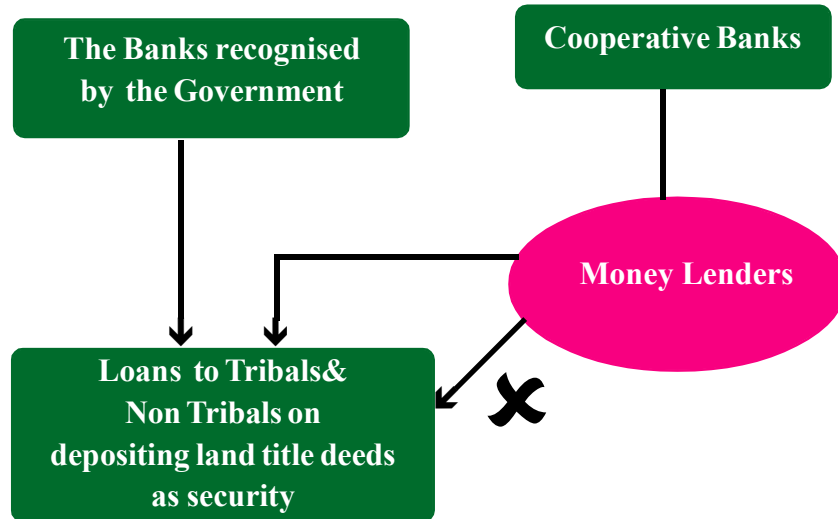 The Banks recognised
by the Government
Cooperative Banks
Money Lenders
Loans to Tribals&
Non Tribals on
depositing land title deeds
as security